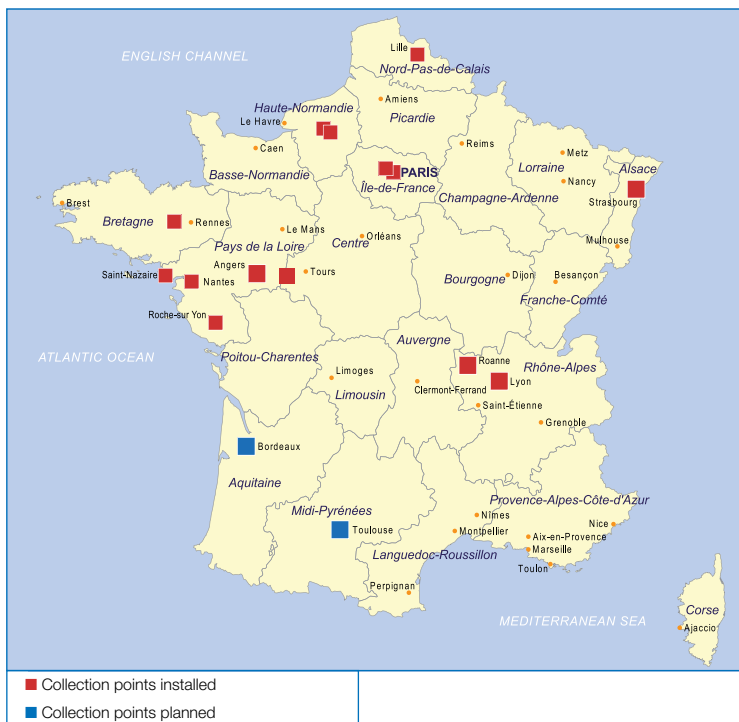 Lille
ENGLISH CHANNEL
Nord-Pas-de-Calais
Amiens
Haute-Normandie
Le Havre
Picardie
Caen
Reims
Metz
Lorraine
Alsace
PARIS
Basse-Normandie
Île-de-France
Nancy
Champagne-Ardenne
Strasbourg
Brest
Bretagne
Rennes
Le Mans
Pays de la Loire
Centre
Orléans
Mulhouse
Angers
Saint-Nazaire
Tours
Nantes
Bourgogne
Dijon
Besançon
Franche-Comté
Roche-sur Yon
Auvergne
ATLANTIC OCEAN
Poitou-Charentes
Roanne
Rhône-Alpes
Limoges
Clermont-Ferrand
Lyon
Limousin
Saint-Étienne
Grenoble
Bordeaux
Aquitaine
Provence-Alpes-Côte-d'Azur
Midi-Pyrénées
Nîmes
Nice
Toulouse
Montpellier
Aix-en-Provence
Languedoc-Roussillon
Marseille
Toulon
Perpignan
Corse
MEDITERRANEAN SEA
Ajaccio
Collection points installed
Collection points planned